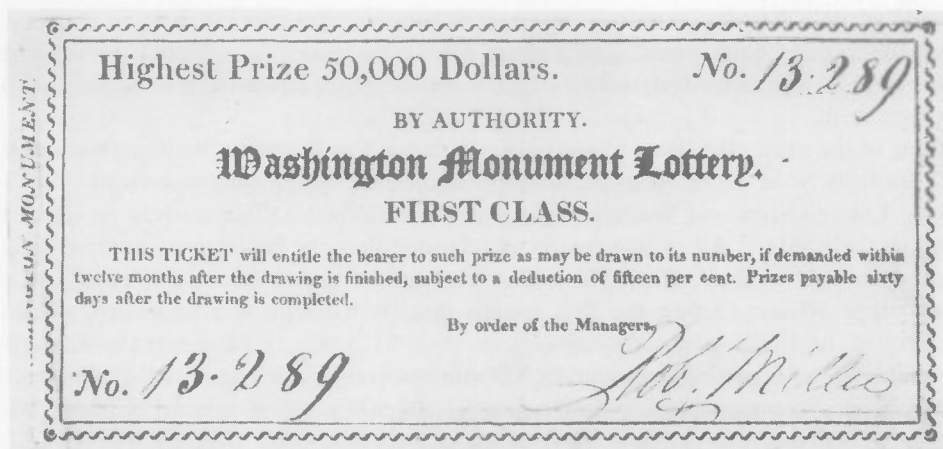 Highest Prize 50,000 Dollars. No. 13.289
BY AUTHORITY.
Washington Monument Lottery.
FIRST CLASS.
THIS TICKET will entitle the bearer to such prize as may be drawn to its number, if demanded within
twelve months after the drawing is finished, subject to a deduction of fifteen per cent. Prizes payable sixty
days after the drawing is completed.
By order of the Managers,
No. 13.289
MONUMENT.